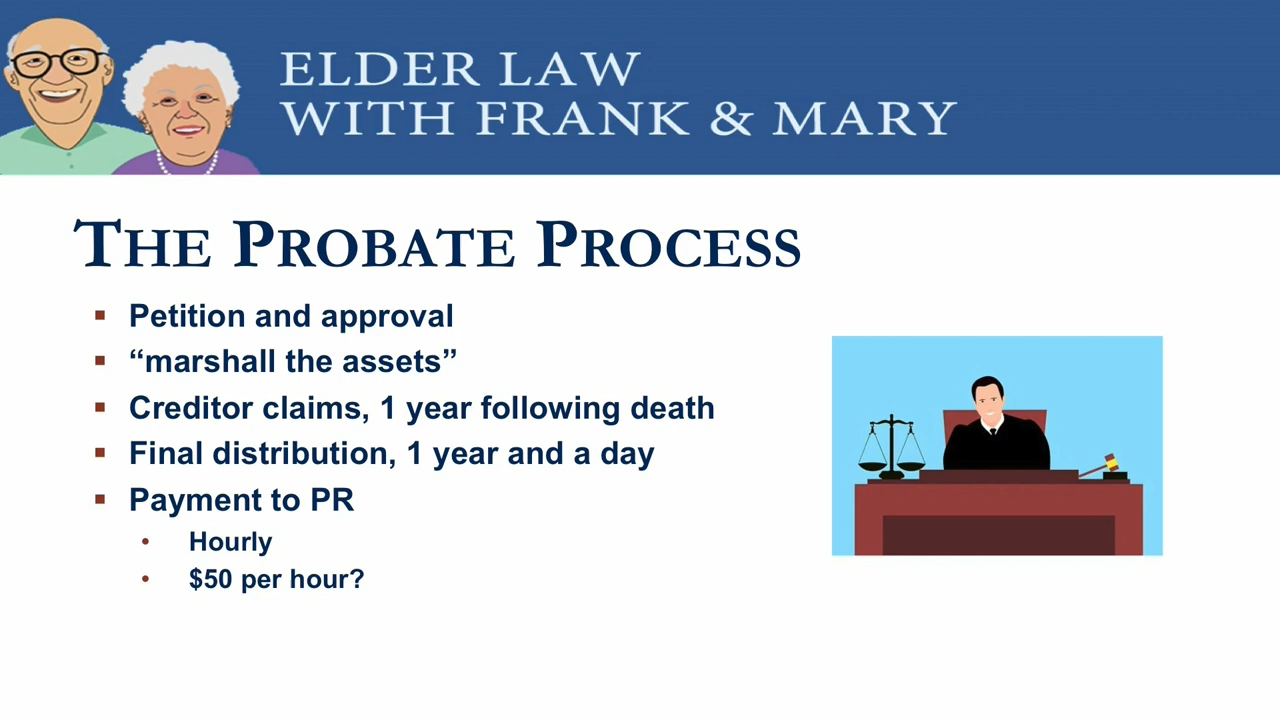 ELDER LAW
WITH FRANK & MARY
THE PROBATE PROCESS
▪ Petition and approval
▪ “marshall the assets”
▪ Creditor claims, 1 year following death
▪ Final distribution, 1 year and a day
▪ Payment to PR
• Hourly
• $50 per hour?